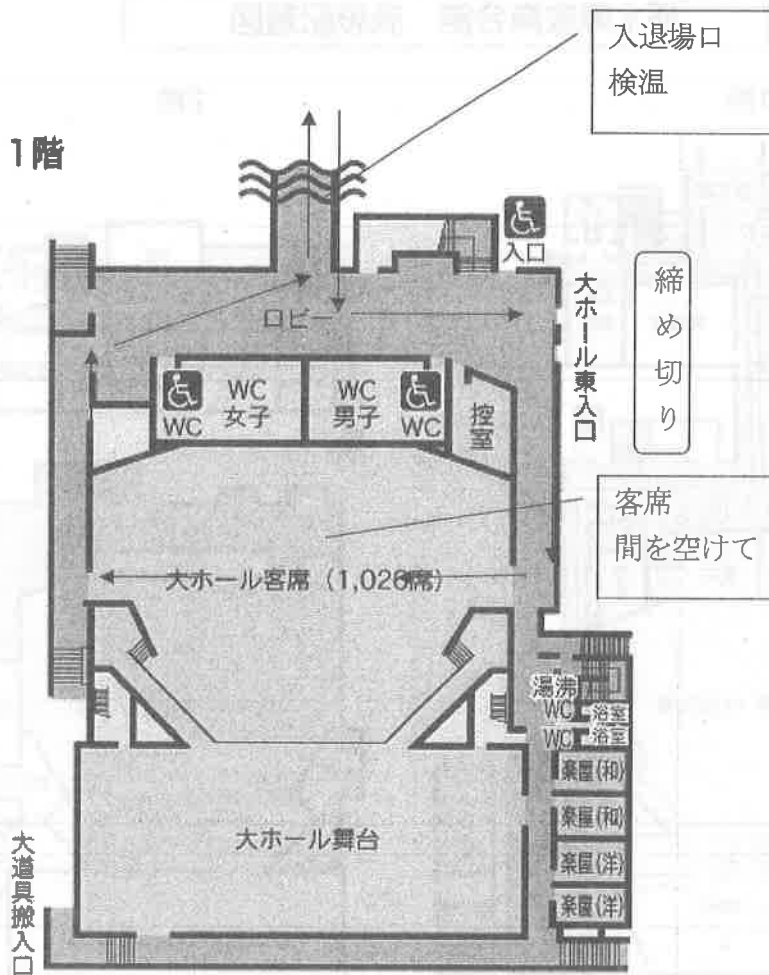 入退場口
検温
1階
入口
ロビー
大ホール東入口
締め切り
WC
WC
女子
WC
男子
WC
控室
客席
間を空けて
大ホール客席(1,026席)
湯沸
WC
浴室
WC
浴室
楽屋(和)
楽屋(和)
大ホール舞台
楽屋(洋)
楽屋(洋)
大道具搬入口